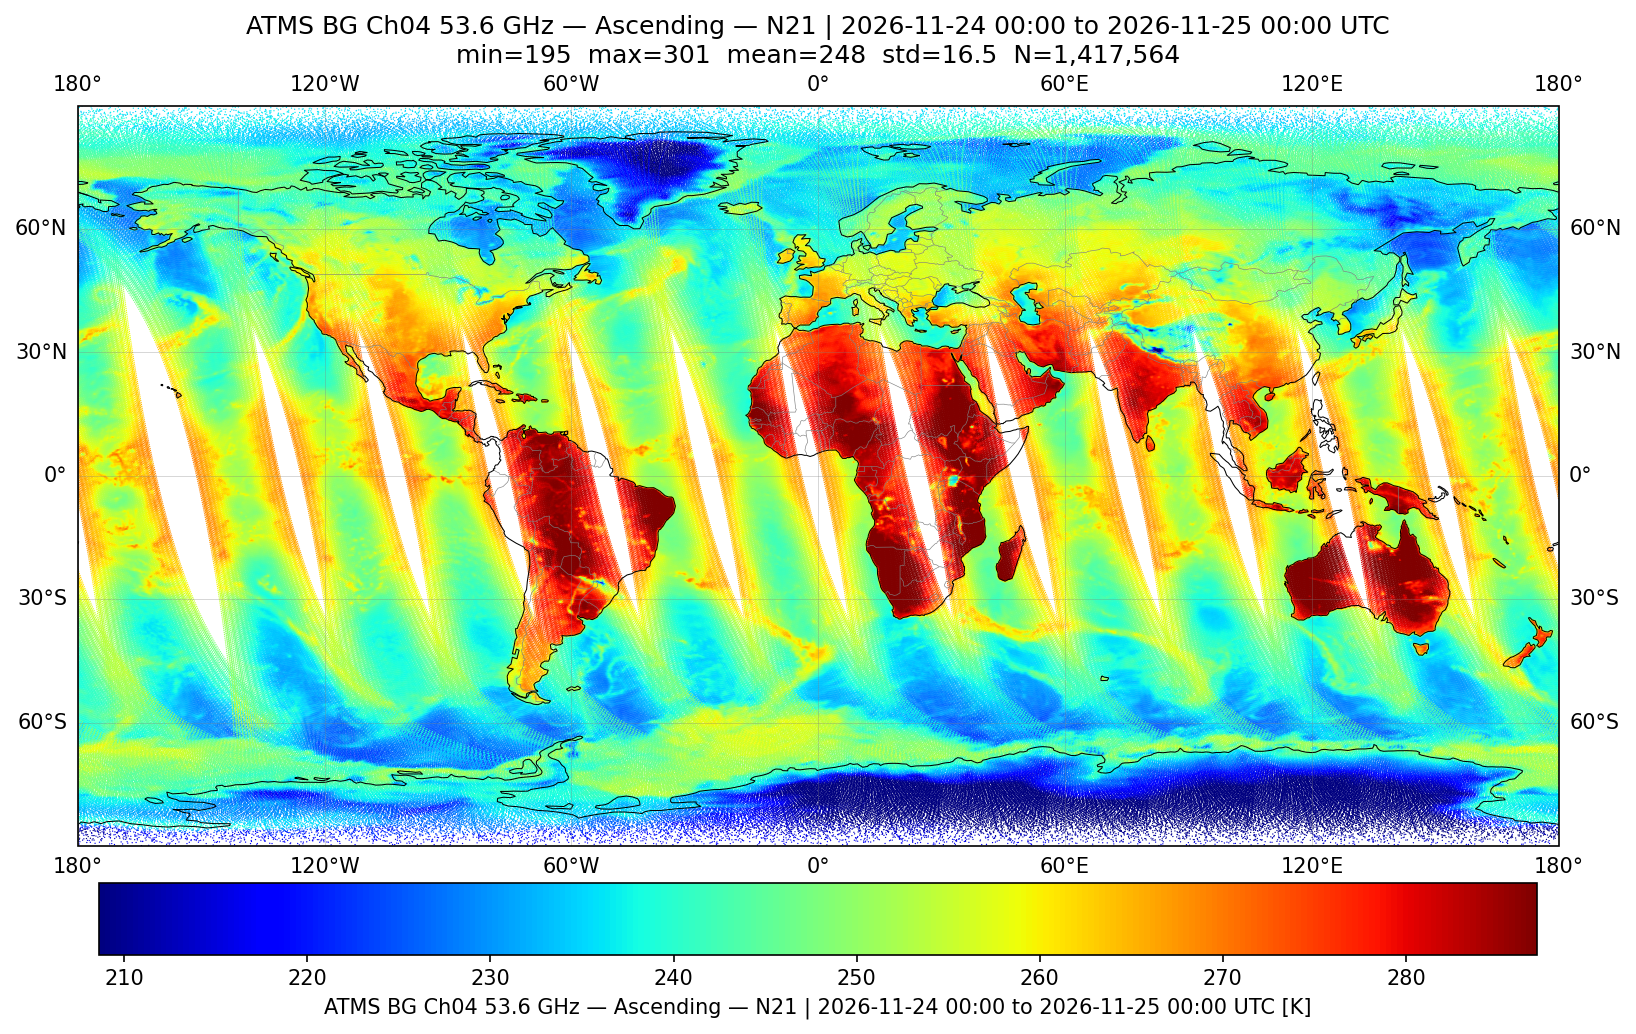 ATMS BG Ch04 53.6 GHz — Ascending — N21 | 2026-11-24 00:00 to 2026-11-25 00:00 UTC
min=195 max=301 mean=248 std=16.5 N=1,417,564
180° 120°W 60°W 0° 60°E 120°E 180°
60°N 60°N
30°N 30°N
0° 0°
30°S 30°S
60°S 60°S
180° 120°W 60°W 0° 60°E 120°E 180°
210 220 230 240 250 260 270 280
ATMS BG Ch04 53.6 GHz — Ascending — N21 | 2026-11-24 00:00 to 2026-11-25 00:00 UTC [K]